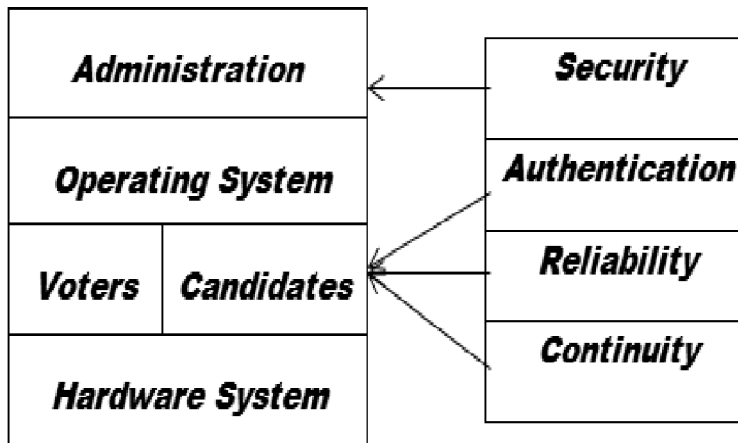 Administration
Operating System
Voters
Candidates
Hardware System
Security
Authentication
Reliability
Continuity